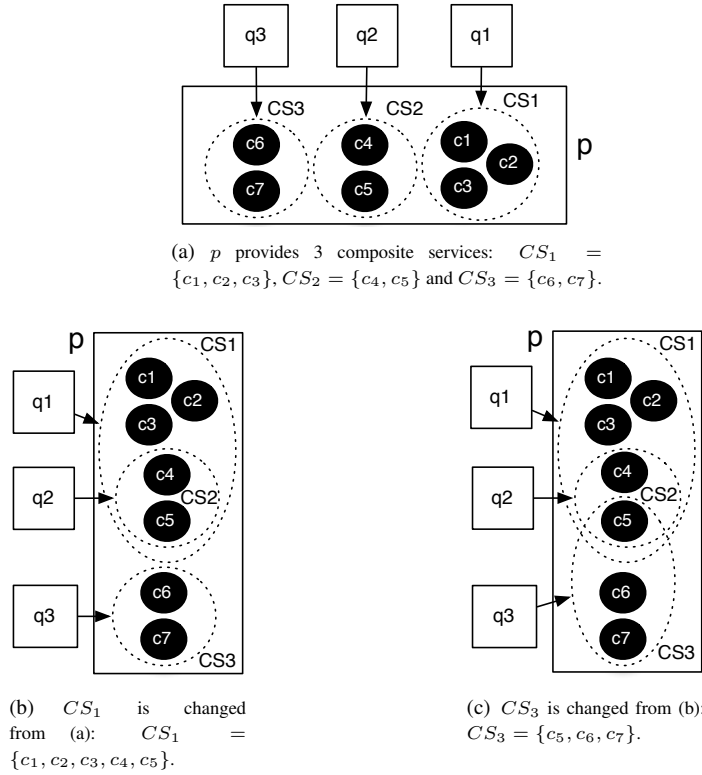 q3
q2
q1
CS3
CS2
CS1
c6
c4
c1
c2
p
c7
c5
c3
(a) p provides 3 composite services: CS₁ =
{c₁, c₂, c₃}, CS₂ = {c₄, c₅} and CS₃ = {c₆, c₇}.
p
CS1
c1
q1
c2
c3
c4
q2
CS2
c5
c6
q3
c7
CS3
(b) CS₁ is changed
from (a): CS₁ =
{c₁, c₂, c₃, c₄, c₅}.
p
CS1
c1
q1
c2
c3
c4
q2
CS2
c5
c6
q3
c7
CS3
(c) CS₃ is changed from (b):
CS₃ = {c₅, c₆, c₇}.